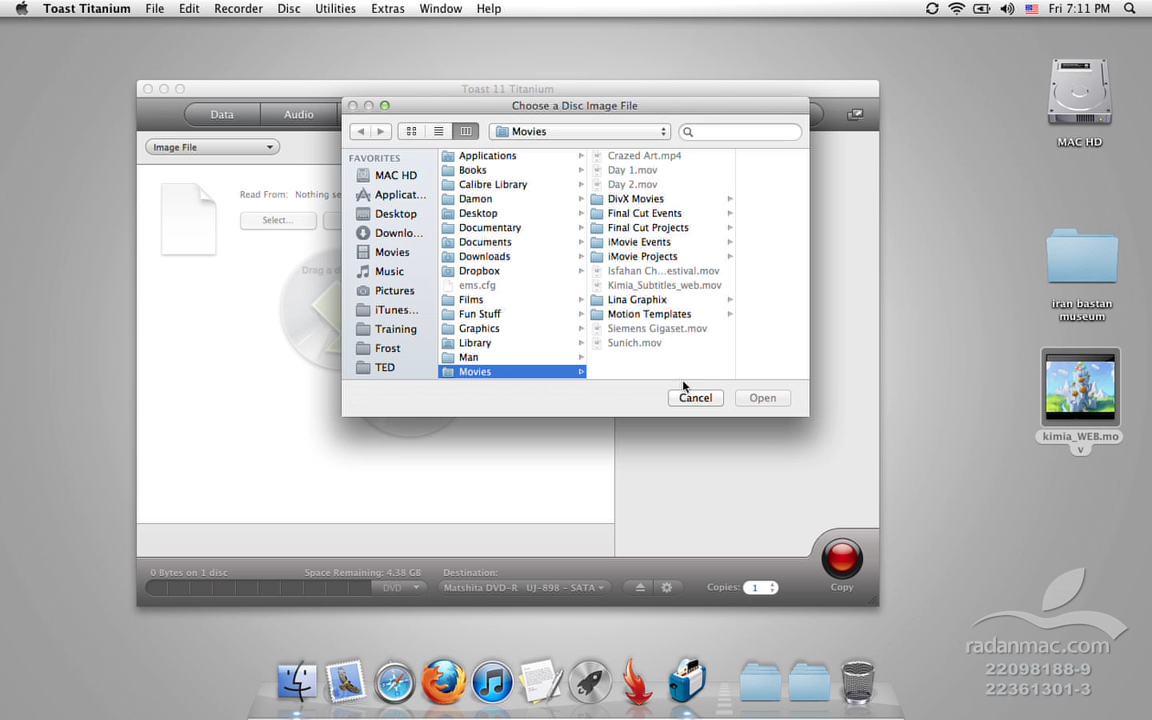 Toast Titanium File Edit Recorder Disc Utilities Extras Window Help Fri 7:11 PM
Toast 11 Titanium
Data Audio
Image File
Read From: Nothing se
Select...
Drag a d
Choose a Disc Image File
Movies
FAVORITES
MAC HD
Applicat...
Desktop
Downlo...
Movies
Music
Pictures
iTunes...
Training
Frost
TED
Applications
Books
Calibre Library
Damon
Desktop
Documentary
Documents
Downloads
Dropbox
ems.cfg
Films
Fun Stuff
Graphics
Library
Man
Movies
Crazed Art.mp4
Day 1.mov
Day 2.mov
DivX Movies
Final Cut Events
Final Cut Projects
iMovie Events
iMovie Projects
Isfahan Ch...estival.mov
Kimia_Subtitles_web.mov
Lina Graphix
Motion Templates
Siemens Gigaset.mov
Sunich.mov
Cancel Open
0 Bytes on 1 disc Space Remaining: 4.38 GB
DVD
Destination:
Matshita DVD-R UJ-898 - SATA
Copies: 1
Copy
MAC HD
iran bastan
museum
kimia_WEB.mo
v
radanmac.com
22098188-9
22361301-3